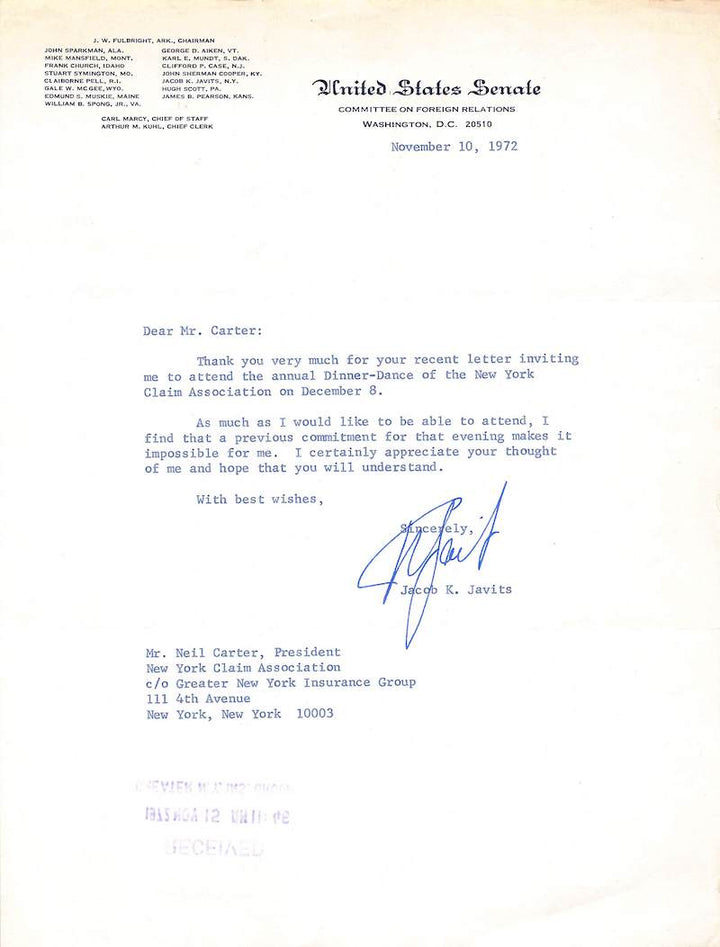 J. W. FULBRIGHT, ARK., CHAIRMAN
JOHN SPARKMAN, ALA.
MIKE MANSFIELD, MONT.
FRANK CHURCH, IDAHO
STUART SYMINGTON, MO.
CLAIBORNE PELL, R.I.
GALE W. MCGEE, WYO.
EDMUND S. MUSKIE, MAINE
WILLIAM B. SPONG, JR., VA.
GEORGE D. AIKEN, VT.
KARL E. MUNDT, S. DAK.
CLIFFORD P. CASE, N.J.
JOHN SHERMAN COOPER, KY.
JACOB K. JAVITS, N.Y.
HUGH SCOTT, PA.
JAMES B. PEARSON, KANS.
CARL MARCY, CHIEF OF STAFF
ARTHUR M. KUHL, CHIEF CLERK
United States Senate
COMMITTEE ON FOREIGN RELATIONS
WASHINGTON, D.C. 20510
November 10, 1972
Dear Mr. Carter:
Thank you very much for your recent letter inviting
me to attend the annual Dinner-Dance of the New York
Claim Association on December 8.
As much as I would like to be able to attend, I
find that a previous commitment for that evening makes it
impossible for me. I certainly appreciate your thought
of me and hope that you will understand.
With best wishes,
Sincerely,
Jacob K. Javits
Mr. Neil Carter, President
New York Claim Association
c/o Greater New York Insurance Group
111 4th Avenue
New York, New York 10003
RECEIVED